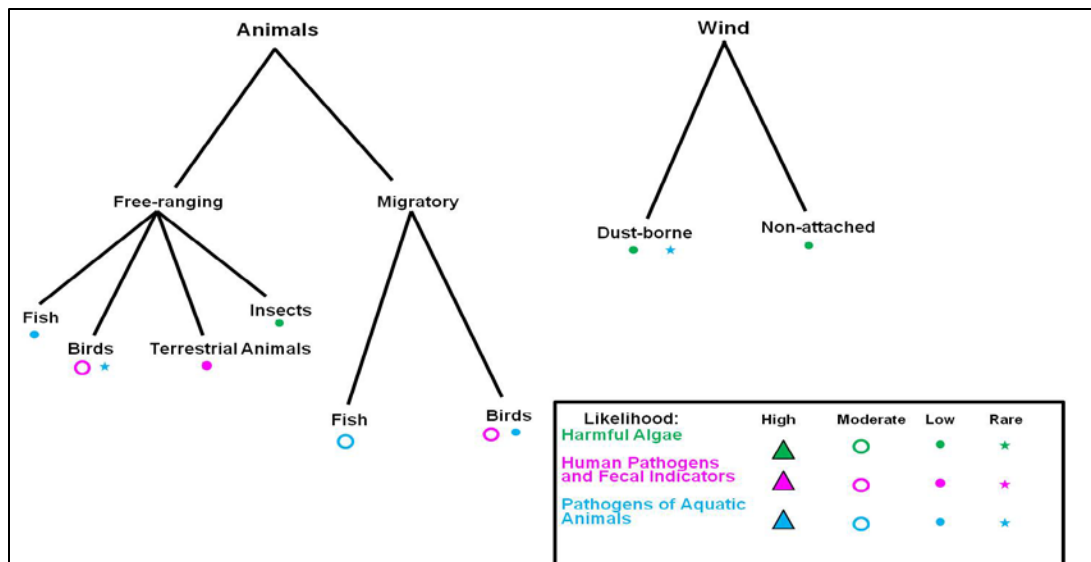 Animals
Wind
Free-ranging
Migratory
Dust-borne
Non-attached
Fish
Insects
Birds
Terrestrial Animals
Fish
Birds
Likelihood:
High
Moderate
Low
Rare
Harmful Algae
Human Pathogens
and Fecal Indicators
Pathogens of Aquatic
Animals